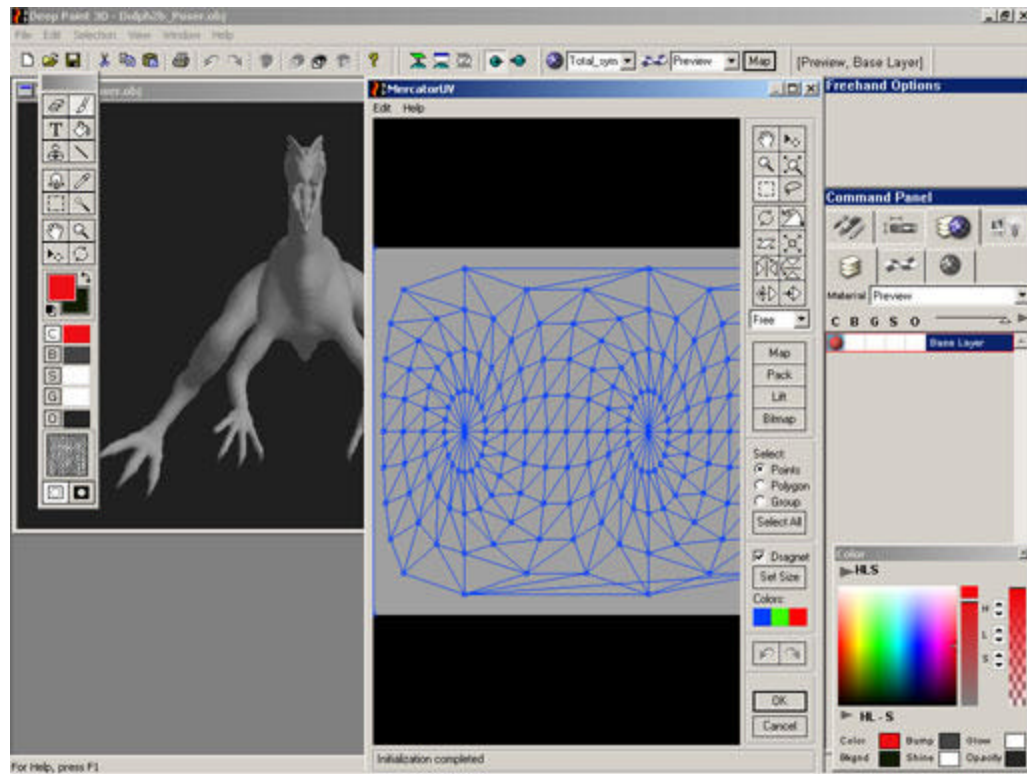 Deep Paint 3D - Dolph2b_Poser.obj
File Edit Selection View Window Help
Total_sym Preview Map [Preview, Base Layer]
MercatorUV
Edit Help
Freehand Options
T
Command Panel
C
B
S
G
O
Material Preview
C B G S O
Base Layer
Free
Map
Pack
Lift
Bitmap
Select:
Points
Polygon
Group
Select All
Dragnet
Set Size
Colors:
OK
Cancel
Color
HLS
H
L
S
HL - S
Color Bump Glow
Bkgnd Shine Opacity
Initialization completed
For Help, press F1